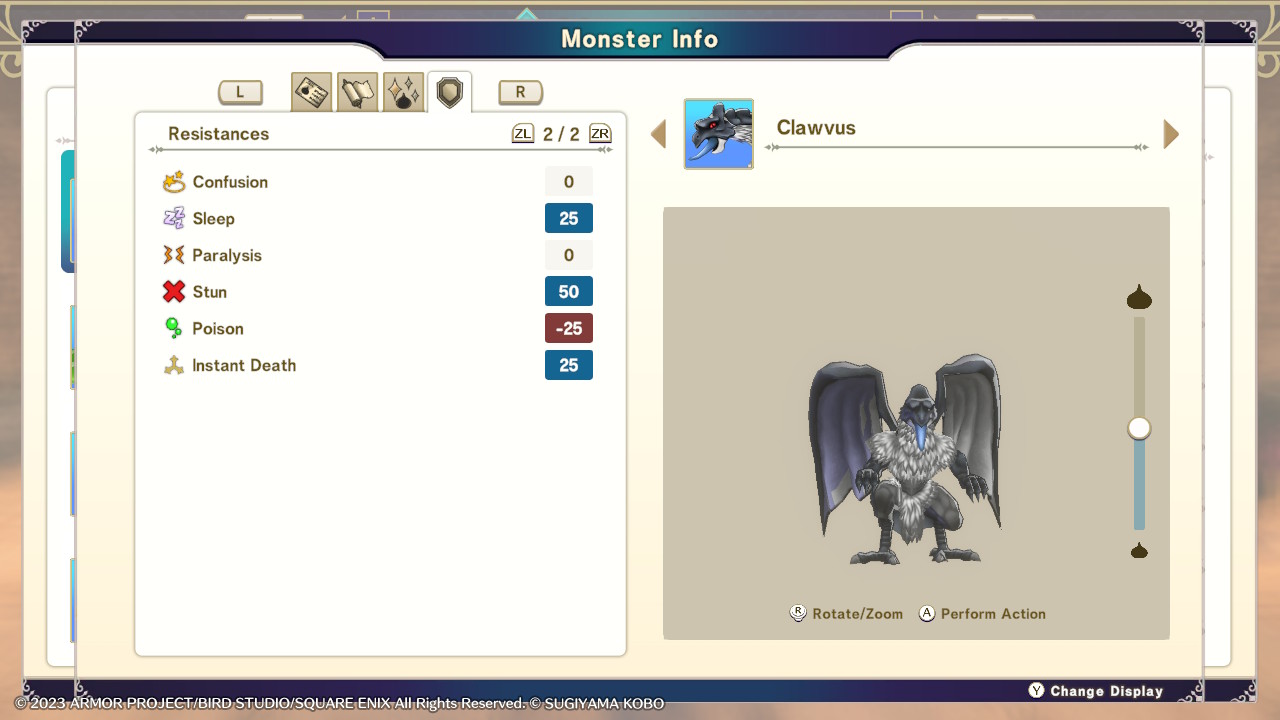 Monster Info
L
R
Resistances
ZL 2 / 2 ZR
Confusion 0
Sleep 25
Paralysis 0
Stun 50
Poison -25
Instant Death 25
Clawvus
R Rotate/Zoom A Perform Action
Y Change Display
© 2023 ARMOR PROJECT/BIRD STUDIO/SQUARE ENIX All Rights Reserved. © SUGIYAMA KOBO